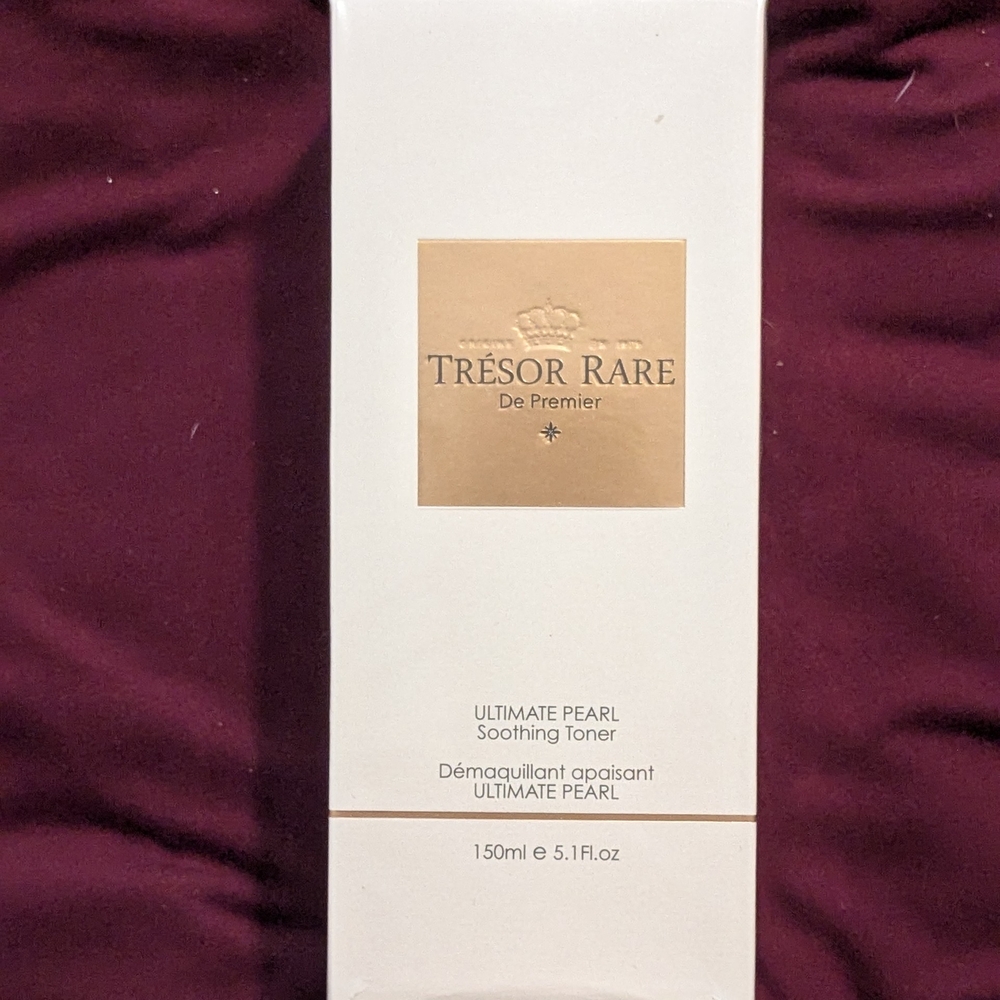 TRÉSOR RARE
De Premier
ULTIMATE PEARL
Soothing Toner
Démaquillant apaisant
ULTIMATE PEARL
150ml e 5.1Fl.oz